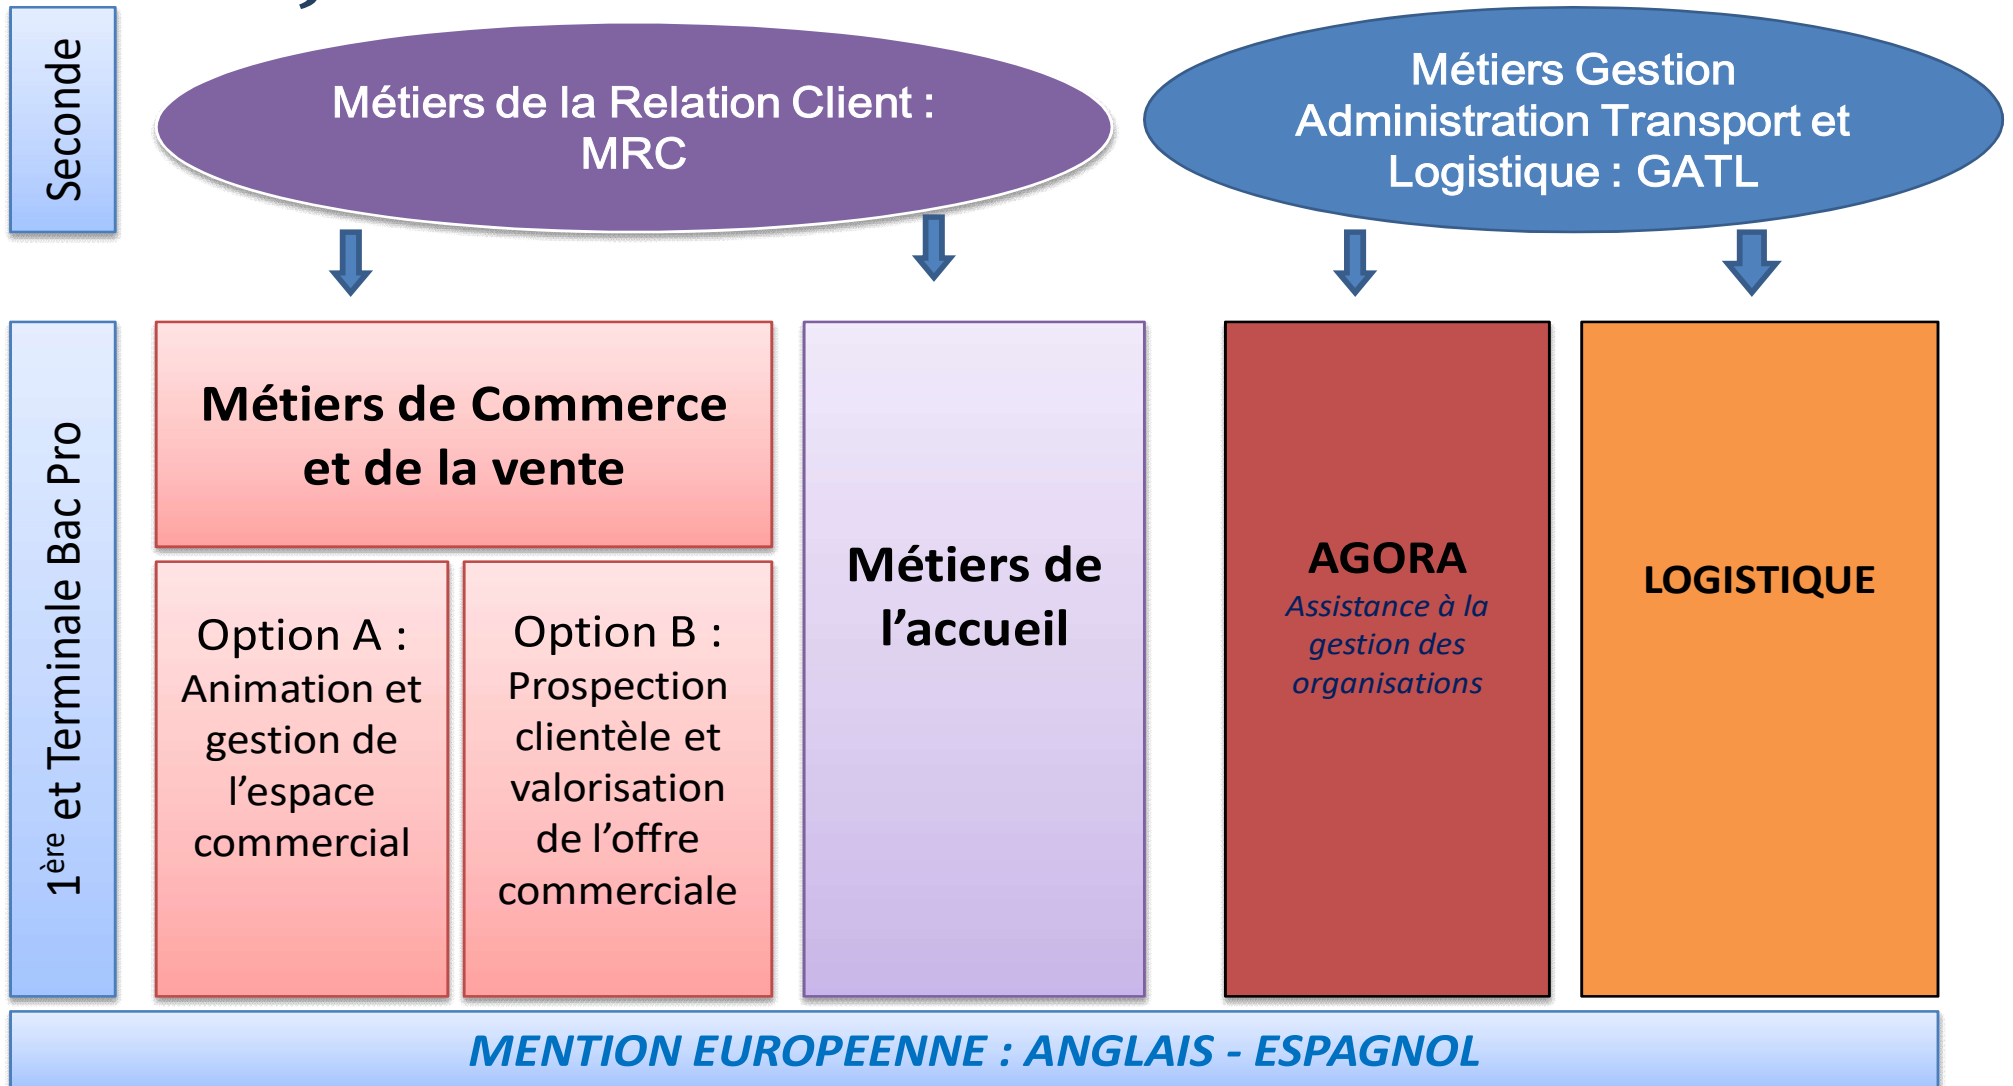 Seconde
Métiers de la Relation Client :
MRC
Métiers Gestion
Administration Transport et
Logistique : GATL
1ère et Terminale Bac Pro
Métiers de Commerce
et de la vente
Option A :
Animation et
gestion de
l’espace
commercial
Option B :
Prospection
clientèle et
valorisation
de l’offre
commerciale
Métiers de
l’accueil
AGORA
Assistance à la
gestion des
organisations
LOGISTIQUE
MENTION EUROPEENNE : ANGLAIS - ESPAGNOL